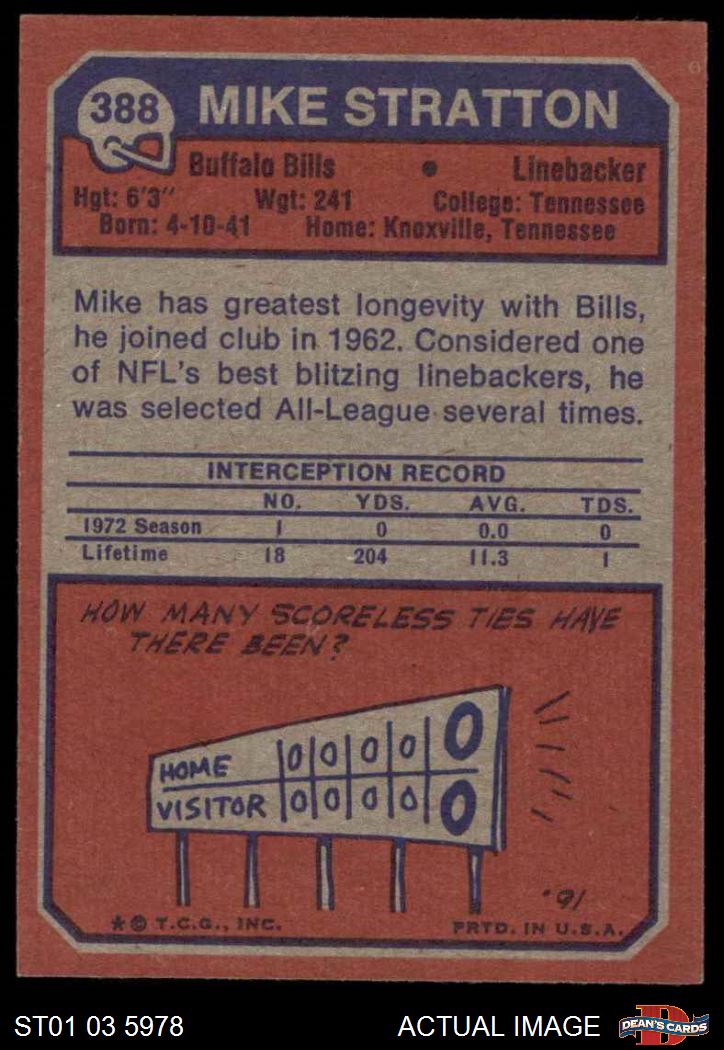 388
MIKE STRATTON
Buffalo Bills • Linebacker
Hgt: 6'3" Wgt: 241 College: Tennessee
Born: 4-10-41 Home: Knoxville, Tennessee
Mike has greatest longevity with Bills,
he joined club in 1962. Considered one
of NFL's best blitzing linebackers, he
was selected All-League several times.
INTERCEPTION RECORD
NO. YDS. AVG. TDS.
1972 Season 1 0 0.0 0
Lifetime 18 204 11.3 1
HOW MANY SCORELESS TIES HAVE
THERE BEEN?
HOME 0 0 0 0 0
VISITOR 0 0 0 0 0
* © T.C.G., INC. PRTD. IN U.S.A.
ST01 03 5978 ACTUAL IMAGE DEAN'S CARDS